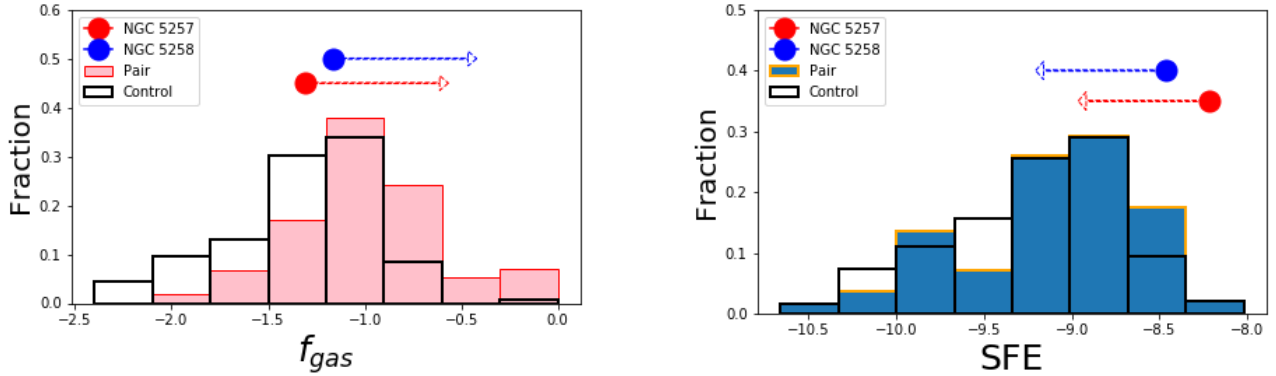 NGC 5257
NGC 5258
Pair
Control
Fraction
0.6
0.5
0.4
0.3
0.2
0.1
0.0
−2.5 −2.0 −1.5 −1.0 −0.5 0.0
f_gas
NGC 5257
NGC 5258
Pair
Control
Fraction
0.5
0.4
0.3
0.2
0.1
0.0
−10.5 −10.0 −9.5 −9.0 −8.5 −8.0
SFE